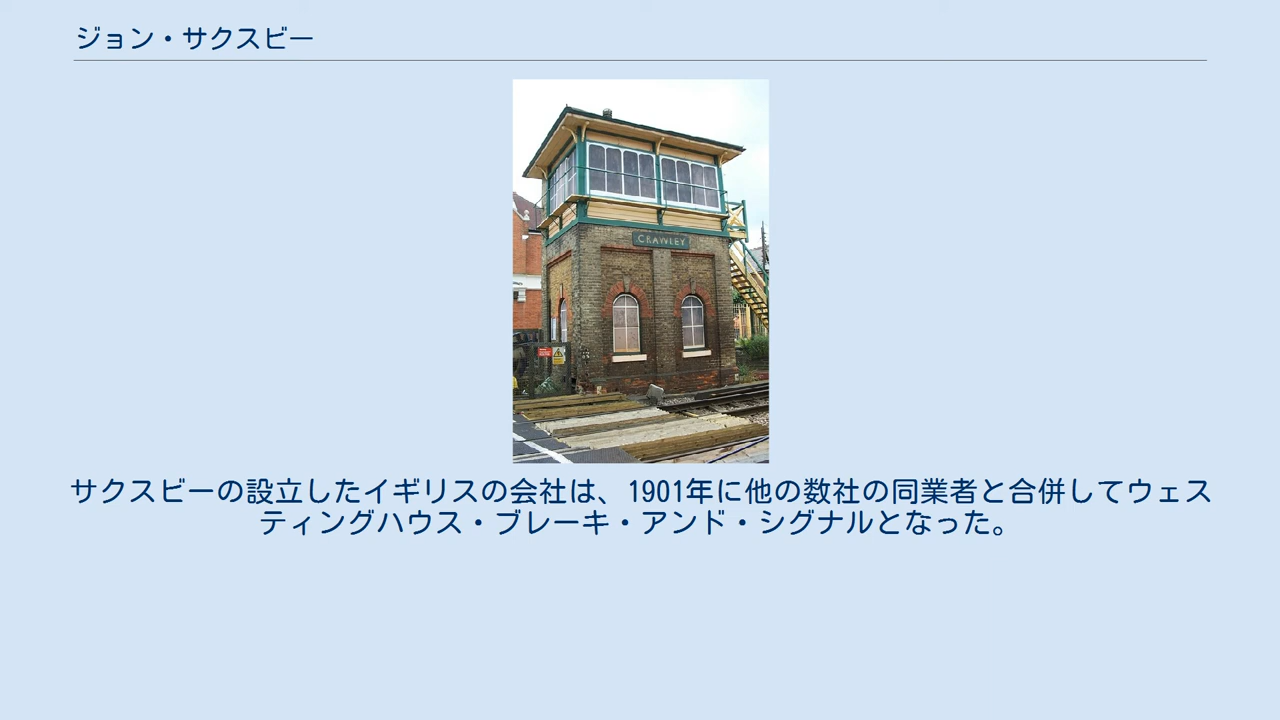 ジョン・サクスビー
CRAWLEY
サクスビーの設立したイギリスの会社は、1901年に他の数社の同業者と合併してウェス
ティングハウス・ブレーキ・アンド・シグナルとなった。